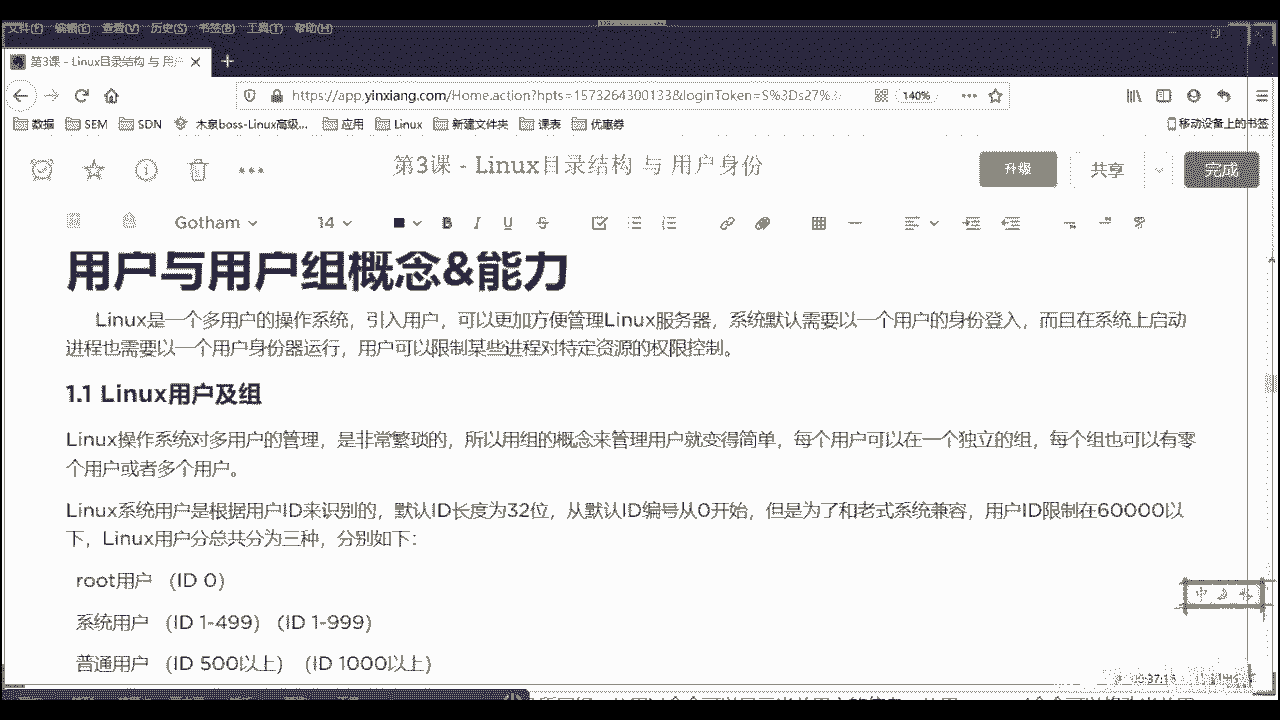 文件(F) 编辑(E) 查看(V) 历史(S) 书签(B) 工具(T) 帮助(H)
第3课 - Linux目录结构 与 用户
https://app.yinxiang.com/Home.action?hpts=1573264300133&loginToken=S%3Ds27%3 140%
数据 SEM SDN 木泉boss-Linux高级... 应用 Linux 新建文件夹 课表 优惠券 移动设备上的书签
第3课 - Linux目录结构 与 用户身份 升级 共享 完成
Gotham 14 B I U S
用户与用户组概念&能力
Linux是一个多用户的操作系统，引入用户，可以更加方便管理Linux服务器，系统默认需要以一个用户的身份登入，而且在系统上启动
进程也需要以一个用户身份器运行，用户可以限制某些进程对特定资源的权限控制。
1.1 Linux用户及组
Linux操作系统对多用户的管理，是非常繁琐的，所以用组的概念来管理用户就变得简单，每个用户可以在一个独立的组，每个组也可以有零
个用户或者多个用户。
Linux系统用户是根据用户ID来识别的，默认ID长度为32位，从默认ID编号从0开始，但是为了和老式系统兼容，用户ID限制在60000以
下，Linux用户分总共分为三种，分别如下：
root用户 （ID 0）
系统用户 （ID 1-499）（ID 1-999）
普通用户 （ID 500以上）（ID 1000以上）